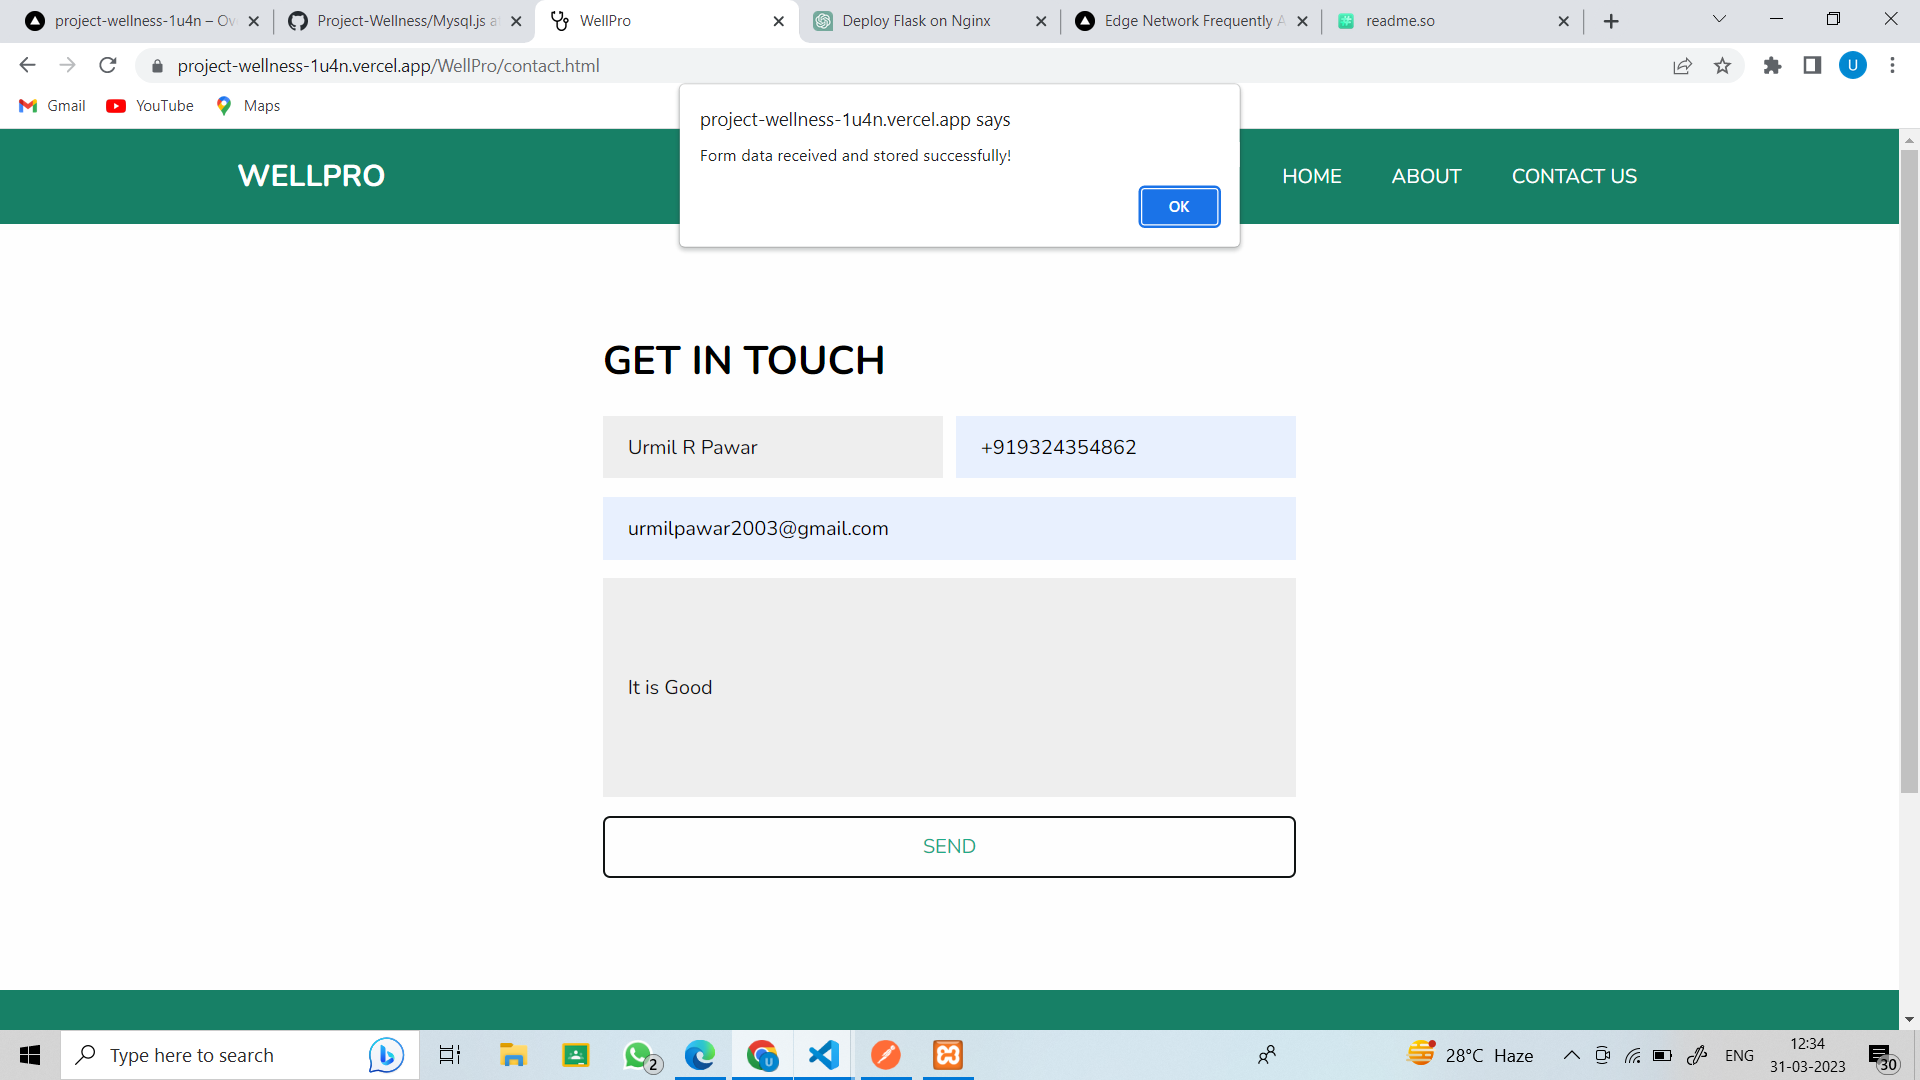 project-wellness-1u4n – Ov
Project-Wellness/Mysql.js a
WellPro
Deploy Flask on Nginx
Edge Network Frequently A
readme.so
project-wellness-1u4n.vercel.app/WellPro/contact.html
U
Gmail
YouTube
Maps
project-wellness-1u4n.vercel.app says
Form data received and stored successfully!
OK
WELLPRO
HOME
ABOUT
CONTACT US
GET IN TOUCH
Urmil R Pawar
+919324354862
urmilpawar2003@gmail.com
It is Good
SEND
Type here to search
2
U
28°C Haze
ENG
12:34
31-03-2023
30